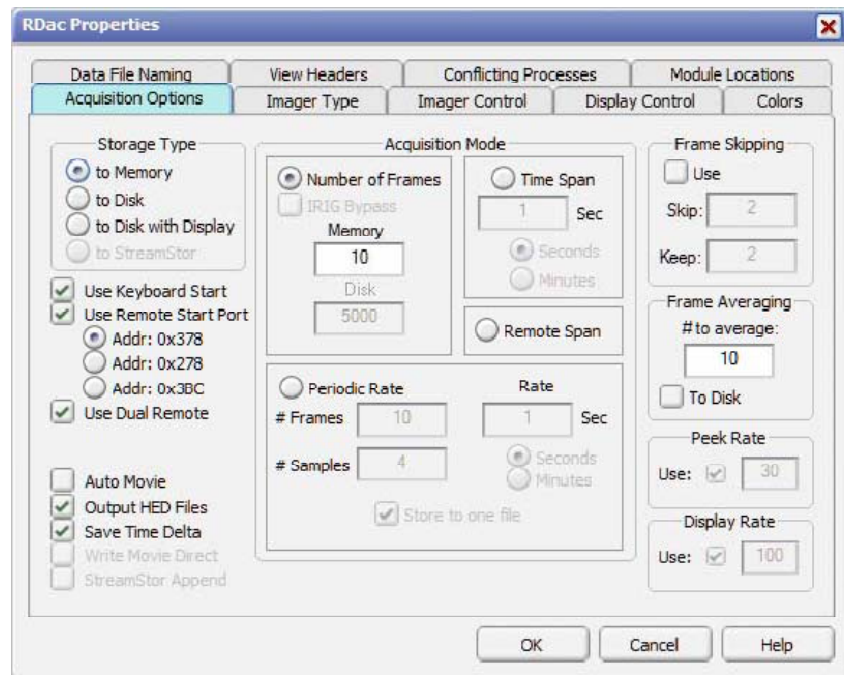 RDac Properties
Data File Naming
View Headers
Conflicting Processes
Module Locations
Acquisition Options
Imager Type
Imager Control
Display Control
Colors
Storage Type
to Memory
to Disk
to Disk with Display
to StreamStor
Use Keyboard Start
Use Remote Start Port
Addr: 0x378
Addr: 0x278
Addr: 0x3BC
Use Dual Remote
Auto Movie
Output HED Files
Save Time Delta
Write Movie Direct
StreamStor Append
Acquisition Mode
Number of Frames
IRIG Bypass
Memory
10
Disk
5000
Time Span
1 Sec
Seconds
Minutes
Remote Span
Periodic Rate
# Frames 10
# Samples 4
Rate
1 Sec
Seconds
Minutes
Store to one file
Frame Skipping
Use
Skip: 2
Keep: 2
Frame Averaging
# to average:
10
To Disk
Peek Rate
Use: 30
Display Rate
Use: 100
OK
Cancel
Help